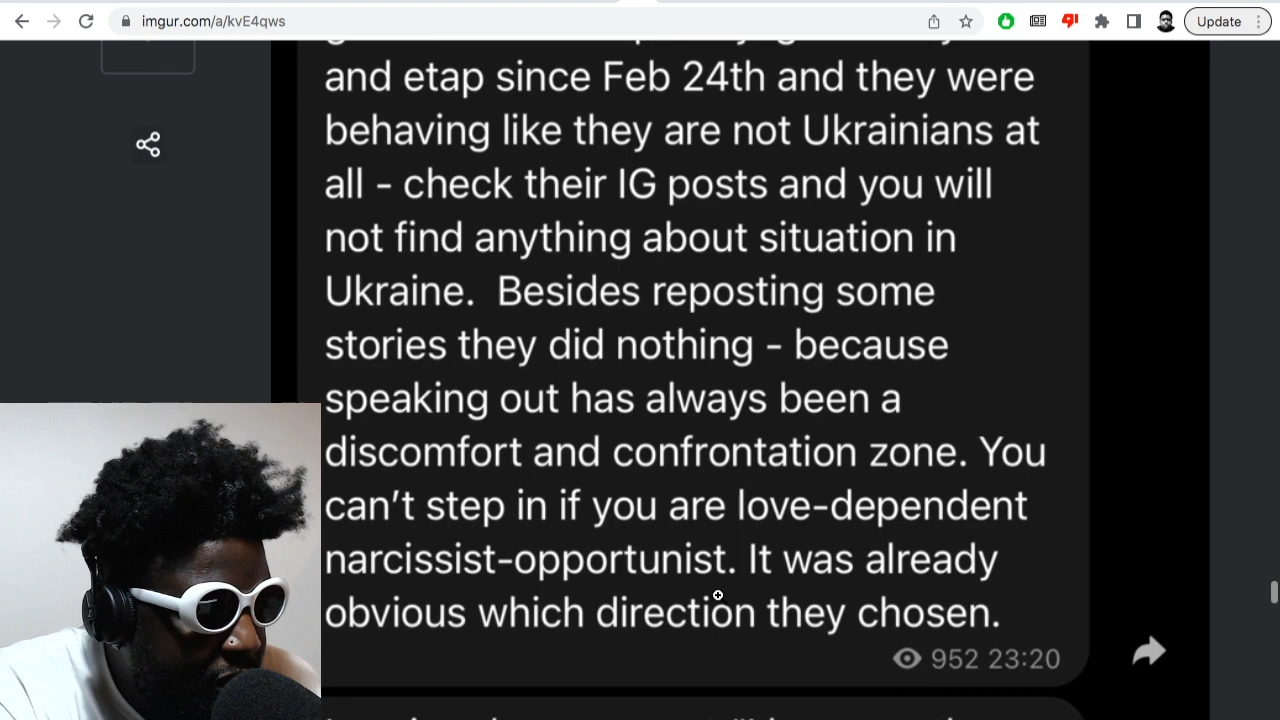 imgur.com/a/kvE4qws
Update
and etap since Feb 24th and they were
behaving like they are not Ukrainians at
all - check their IG posts and you will
not find anything about situation in
Ukraine.  Besides reposting some
stories they did nothing - because
speaking out has always been a
discomfort and confrontation zone. You
can’t step in if you are love-dependent
narcissist-opportunist. It was already
obvious which direction they chosen.
952 23:20